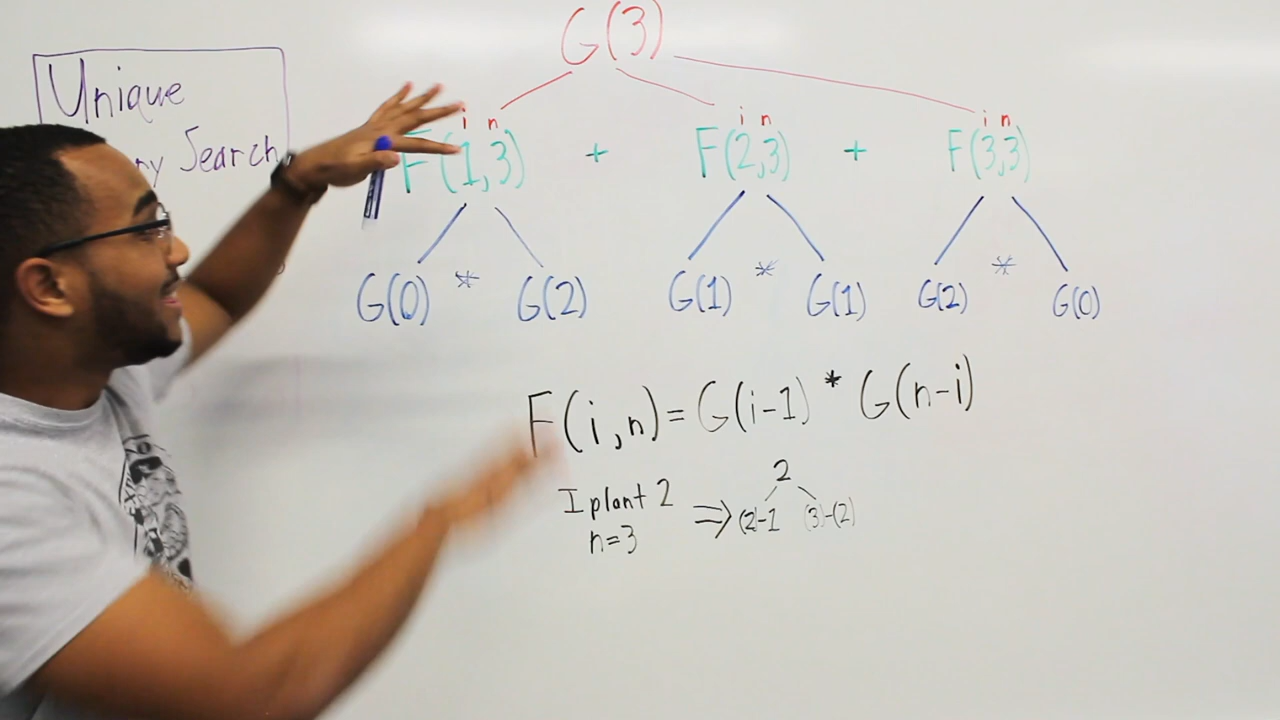 G(3)
Unique
Search
i n i n i n
F(1,3) + F(2,3) + F(3,3)
G(0) * G(2) G(1) * G(1) G(2) * G(0)
F(i,n) = G(i-1) * G(n-i)
2
I plant 2 ⇒ (2)-1 (3)-(2)
n=3